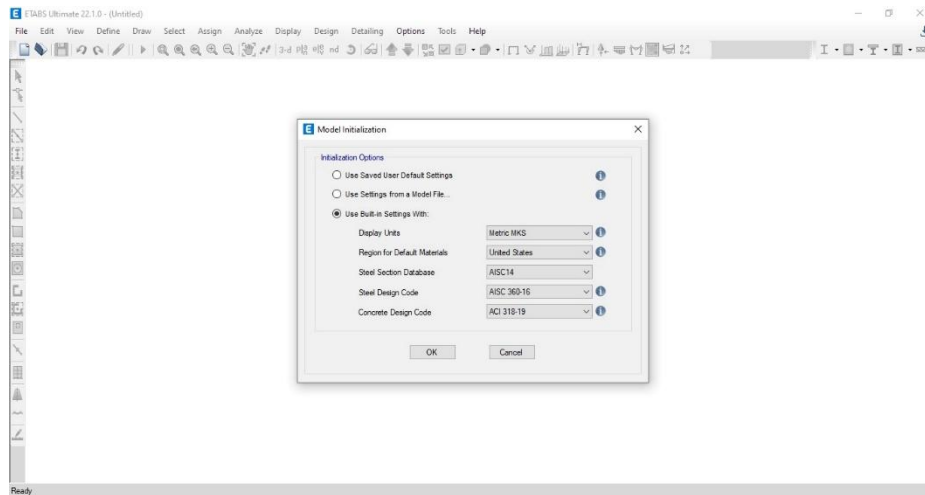 ETABS Ultimate 22.1.0 - (Untitled)
File Edit View Define Draw Select Assign Analyze Display Design Detailing Options Tools Help
3-d nd
Model Initialization
Initialization Options
Use Saved User Default Settings
Use Settings from a Model File...
Use Built-in Settings With:
Display Units Metric MKS
Region for Default Materials United States
Steel Section Database AISC14
Steel Design Code AISC 360-16
Concrete Design Code ACI 318-19
OK Cancel
Ready